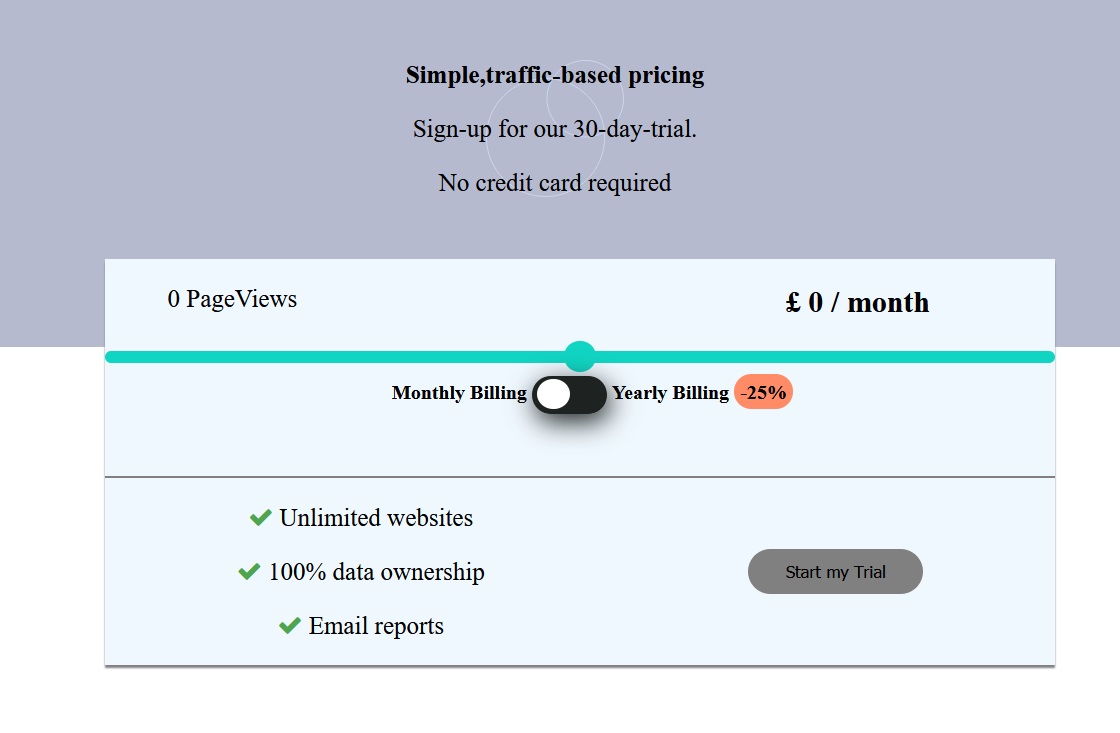 Simple,traffic-based pricing
Sign-up for our 30-day-trial.
No credit card required
0 PageViews
£ 0 / month
Monthly Billing Yearly Billing -25%
Unlimited websites
100% data ownership
Start my Trial
Email reports